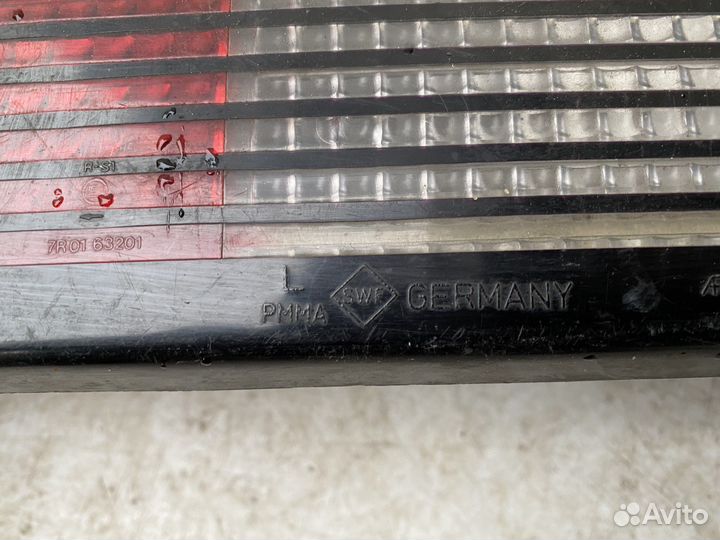 R-S1
7R01 63201
L
PMMA
SWF
GERMANY
Avito